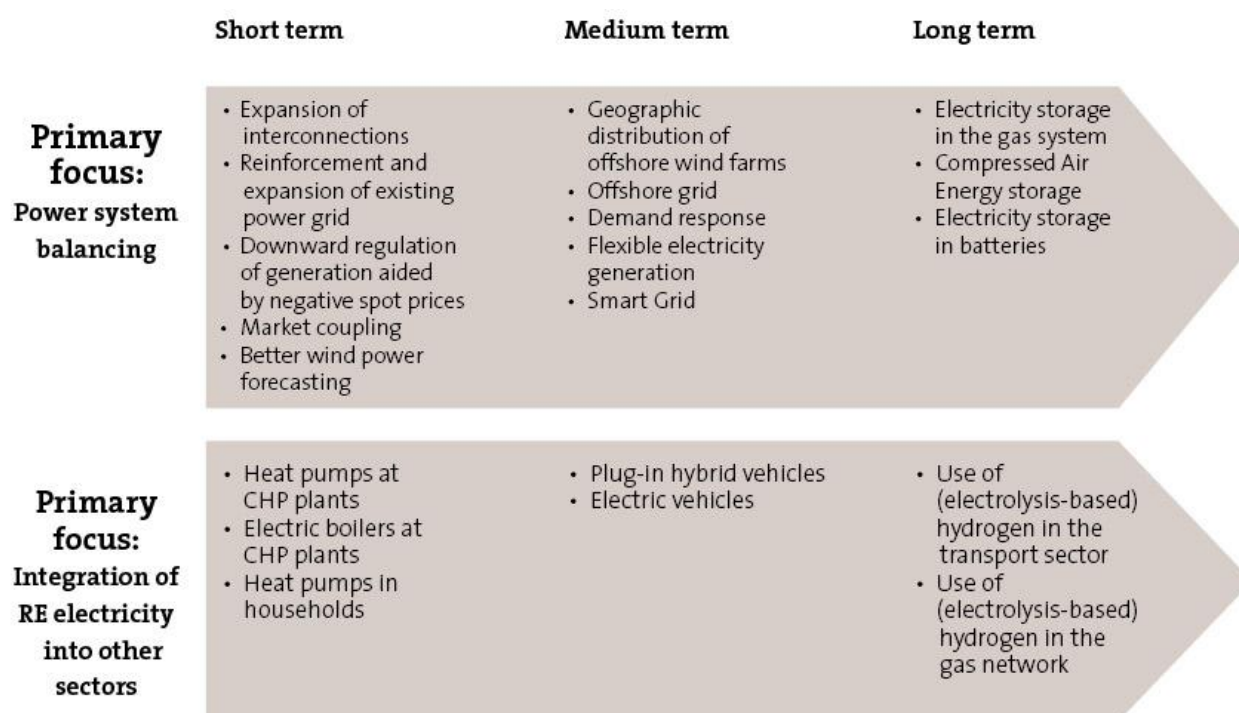 Short term
Medium term
Long term
Primary
focus:
Power system
balancing
• Expansion of
interconnections
• Reinforcement and
expansion of existing
power grid
• Downward regulation
of generation aided
by negative spot prices
• Market coupling
• Better wind power
forecasting
• Geographic
distribution of
offshore wind farms
• Offshore grid
• Demand response
• Flexible electricity
generation
• Smart Grid
• Electricity storage
in the gas system
• Compressed Air
Energy storage
• Electricity storage
in batteries
Primary
focus:
Integration of
RE electricity
into other
sectors
• Heat pumps at
CHP plants
• Electric boilers at
CHP plants
• Heat pumps in
households
• Plug-in hybrid vehicles
• Electric vehicles
• Use of
(electrolysis-based)
hydrogen in the
transport sector
• Use of
(electrolysis-based)
hydrogen in the
gas network